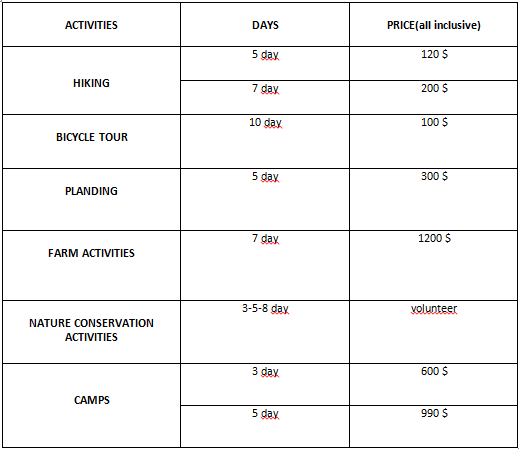 ACTIVITIES DAYS PRICE(all inclusive)
HIKING
5 day 120 $
7 day 200 $
BICYCLE TOUR 10 day 100 $
PLANDING 5 day 300 $
FARM ACTIVITIES 7 day 1200 $
NATURE CONSERVATION
ACTIVITIES
3-5-8 day volunteer
CAMPS
3 day 600 $
5 day 990 $